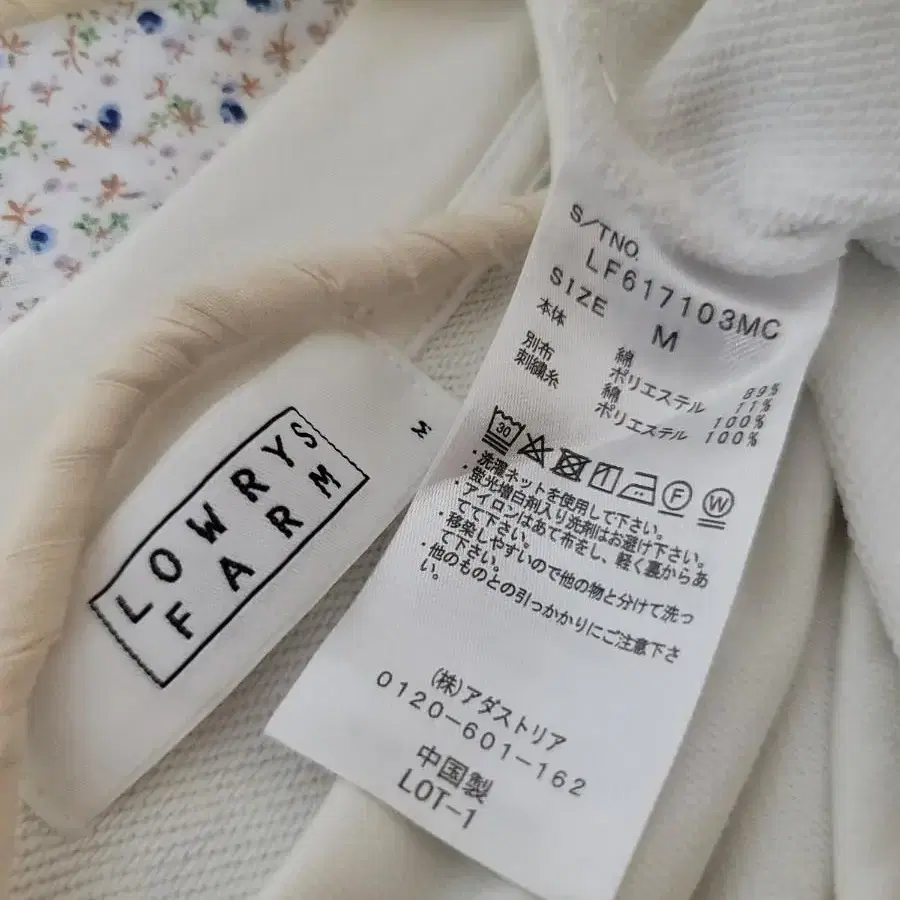 LOWRYS
FARM
M
S/TNO.
LF617103MC
SIZE
M
本体 綿 89%
ポリエステル 11%
別布 綿 100%
刺繍糸 ポリエステル 100%
30
F
W
・洗濯ネットを使用して下さい。
・蛍光増白剤入り洗剤はお避け下さい。
・アイロンはあて布をし、軽く裏からあ
てて下さい。
・移染しやすいので他の物と分けて洗っ
て下さい。
・他のものとの引っかかりにご注意下さ
い。
(株)アダストリア
0120-601-162
中国製
LOT-1